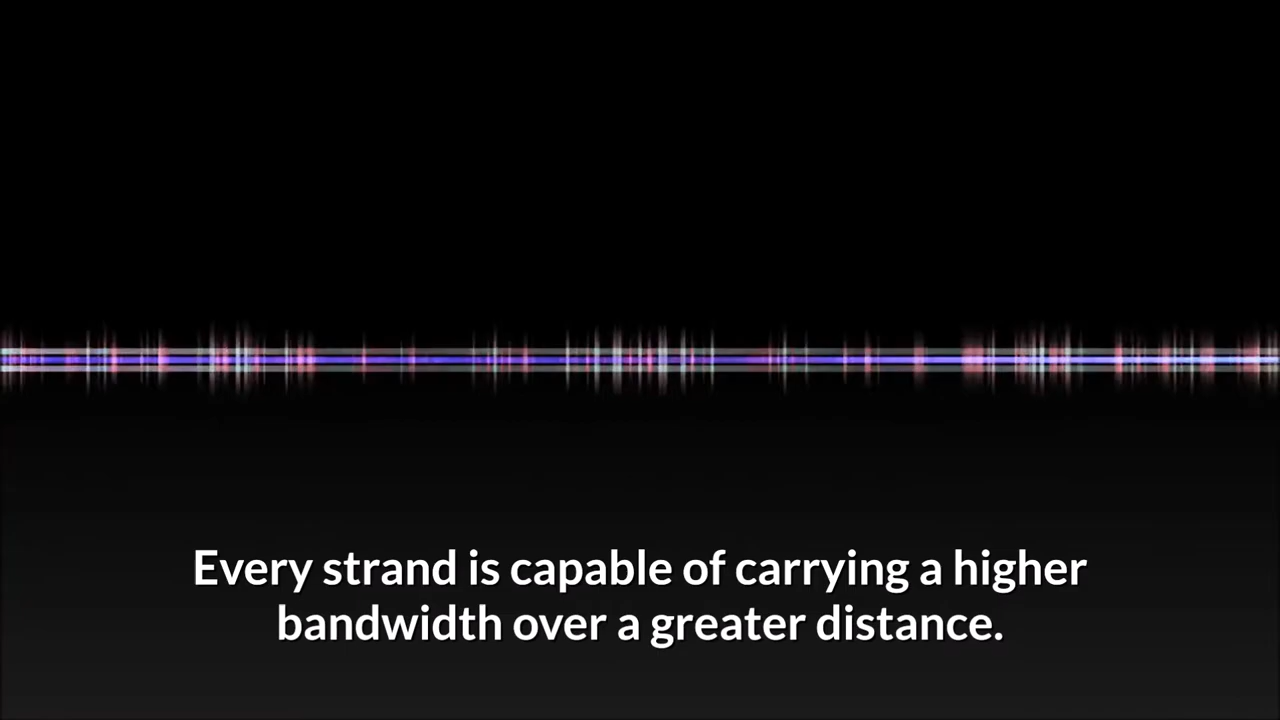 Every strand is capable of carrying a higher
bandwidth over a greater distance.